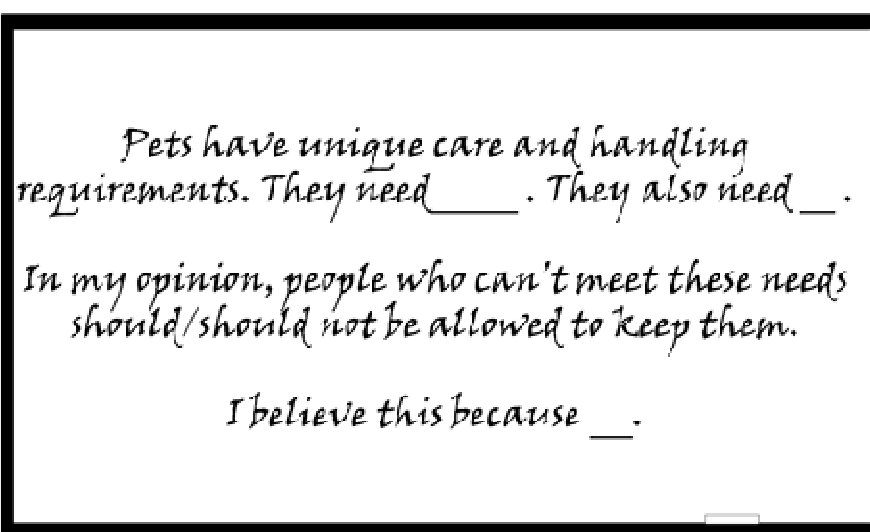 Pets have unique care and handling
requirements. They need______. They also need __.
In my opinion, people who can't meet these needs
should/should not be allowed to keep them.
I believe this because __.